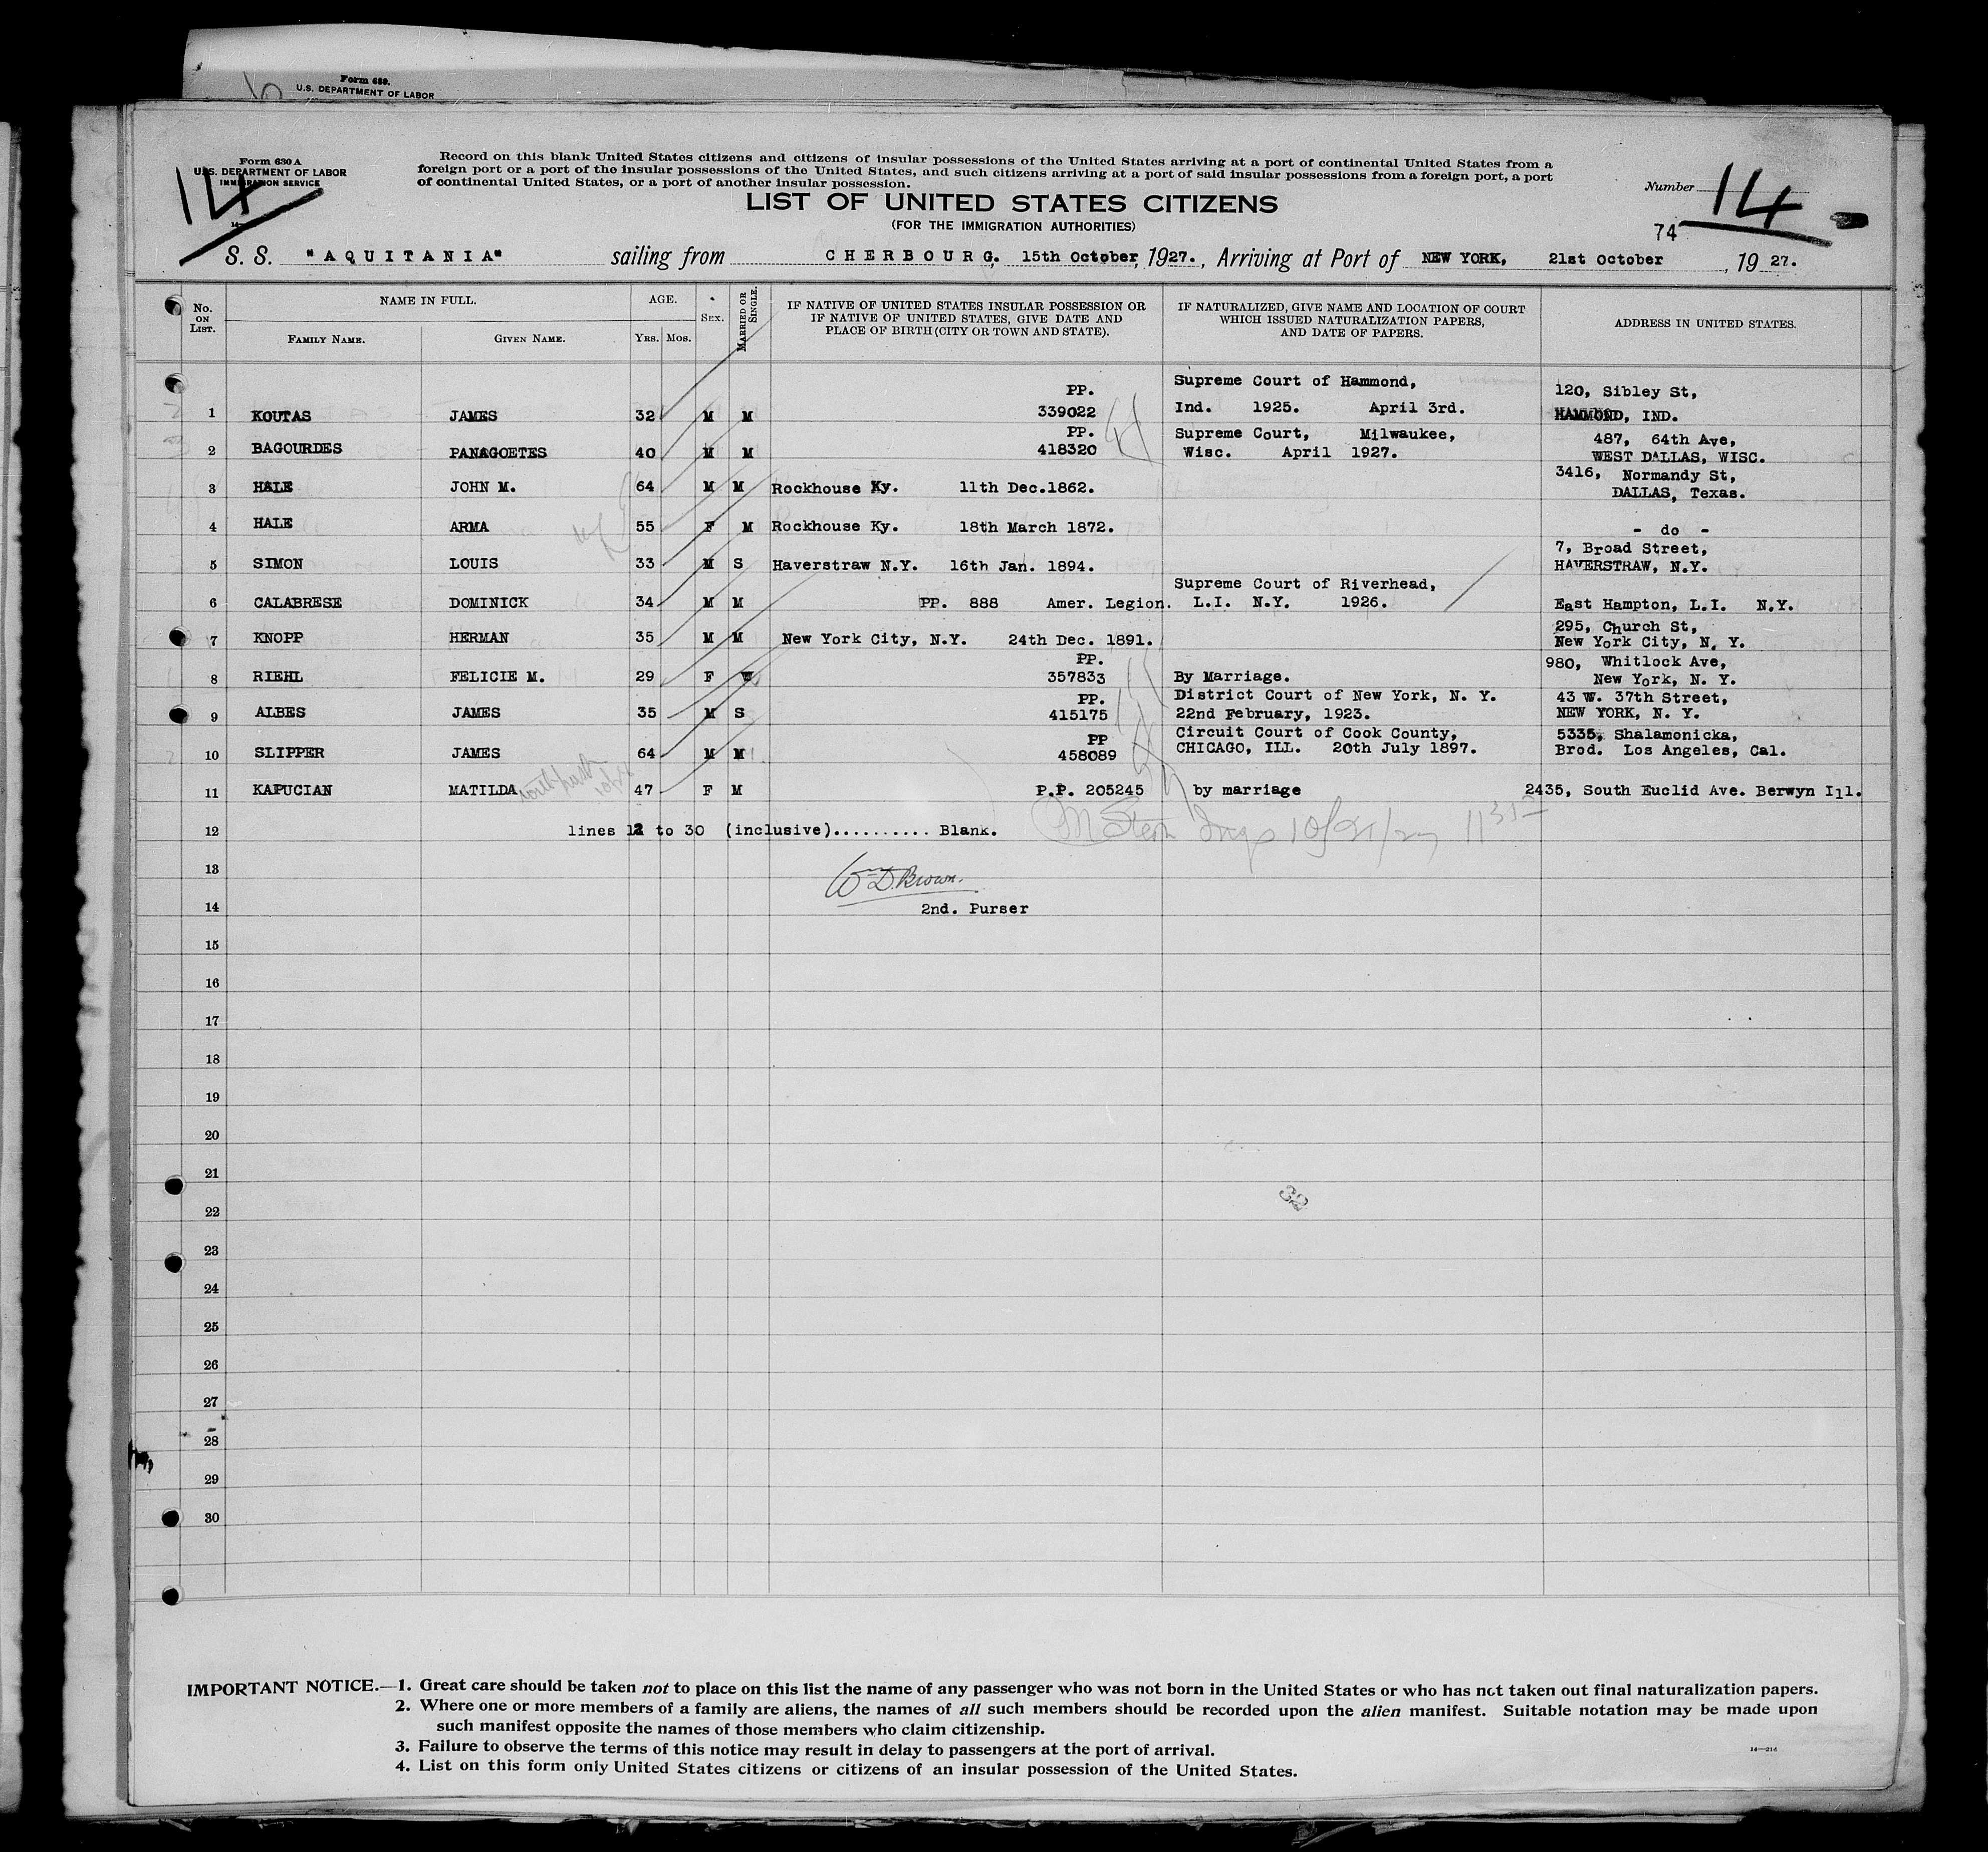 Form 630.
U.S. DEPARTMENT OF LABOR
Form 630 A
U.S. DEPARTMENT OF LABOR
IMMIGRATION SERVICE
14
Record on this blank United States citizens and citizens of insular possessions of the United States arriving at a port of continental United States from a
foreign port or a port of the insular possessions of the United States, and such citizens arriving at a port of said insular possessions from a foreign port, a port
of continental United States, or a port of another insular possession.
Number 14
LIST OF UNITED STATES CITIZENS
(FOR THE IMMIGRATION AUTHORITIES)
74
S. S. "AQUITANIA" sailing from CHERBOURG, 15th October, 1927., Arriving at Port of NEW YORK, 21st October, 1927.
No. ON LIST. NAME IN FULL. FAMILY NAME. GIVEN NAME. AGE. YRS. MOS. SEX. MARRIED OR SINGLE. IF NATIVE OF UNITED STATES INSULAR POSSESSION OR IF NATIVE OF UNITED STATES, GIVE DATE AND PLACE OF BIRTH (CITY OR TOWN AND STATE). IF NATURALIZED, GIVE NAME AND LOCATION OF COURT WHICH ISSUED NATURALIZATION PAPERS, AND DATE OF PAPERS. ADDRESS IN UNITED STATES.
PP. Supreme Court of Hammond, 120, Sibley St,
1 KOUTAS JAMES 32 M M 339022 Ind. 1925. April 3rd. HAMMOND, IND.
PP. Supreme Court, Milwaukee, 487, 64th Ave,
2 BAGOURDES PANAGOETES 40 M M 418320 Wisc. April 1927. WEST DALLAS, WISC.
3416, Normandy St,
3 HALE JOHN M. 64 M M Rockhouse Ky. 11th Dec.1862. DALLAS, Texas.
4 HALE ARMA 55 F M Rockhouse Ky. 18th March 1872. - do -
7, Broad Street,
5 SIMON LOUIS 33 M S Haverstraw N.Y. 16th Jan. 1894. HAVERSTRAW, N.Y.
Supreme Court of Riverhead,
6 CALABRESE DOMINICK 34 M M PP. 888 Amer. Legion. L.I. N.Y. 1926. East Hampton, L.I. N.Y.
295, Church St,
7 KNOPP HERMAN 35 M M New York City, N.Y. 24th Dec. 1891. New York City, N. Y.
PP. 980, Whitlock Ave,
8 RIEHL FELICIE M. 29 F W 357833 By Marriage. New York, N. Y.
PP. District Court of New York, N. Y. 43 W. 37th Street,
9 ALBES JAMES 35 M S 415175 22nd February, 1923. NEW YORK, N. Y.
PP Circuit Court of Cook County, 5335, Shalamonicka,
10 SLIPPER JAMES 64 M M 458089 CHICAGO, ILL. 20th July 1897. Brod. Los Angeles, Cal.
11 KAPUCIAN MATILDA 47 F M P.P. 205245 by marriage 2435, South Euclid Ave. Berwyn Ill.
12 lines 12 to 30 (inclusive).......... Blank.
13 Wm D. Brown.
14 2nd. Purser
15
16
17
18
19
20
21
32
22
23
24
25
26
27
28
29
30
IMPORTANT NOTICE.—1. Great care should be taken not to place on this list the name of any passenger who was not born in the United States or who has not taken out final naturalization papers.
2. Where one or more members of a family are aliens, the names of all such members should be recorded upon the alien manifest. Suitable notation may be made upon
such manifest opposite the names of those members who claim citizenship.
3. Failure to observe the terms of this notice may result in delay to passengers at the port of arrival.
4. List on this form only United States citizens or citizens of an insular possession of the United States.